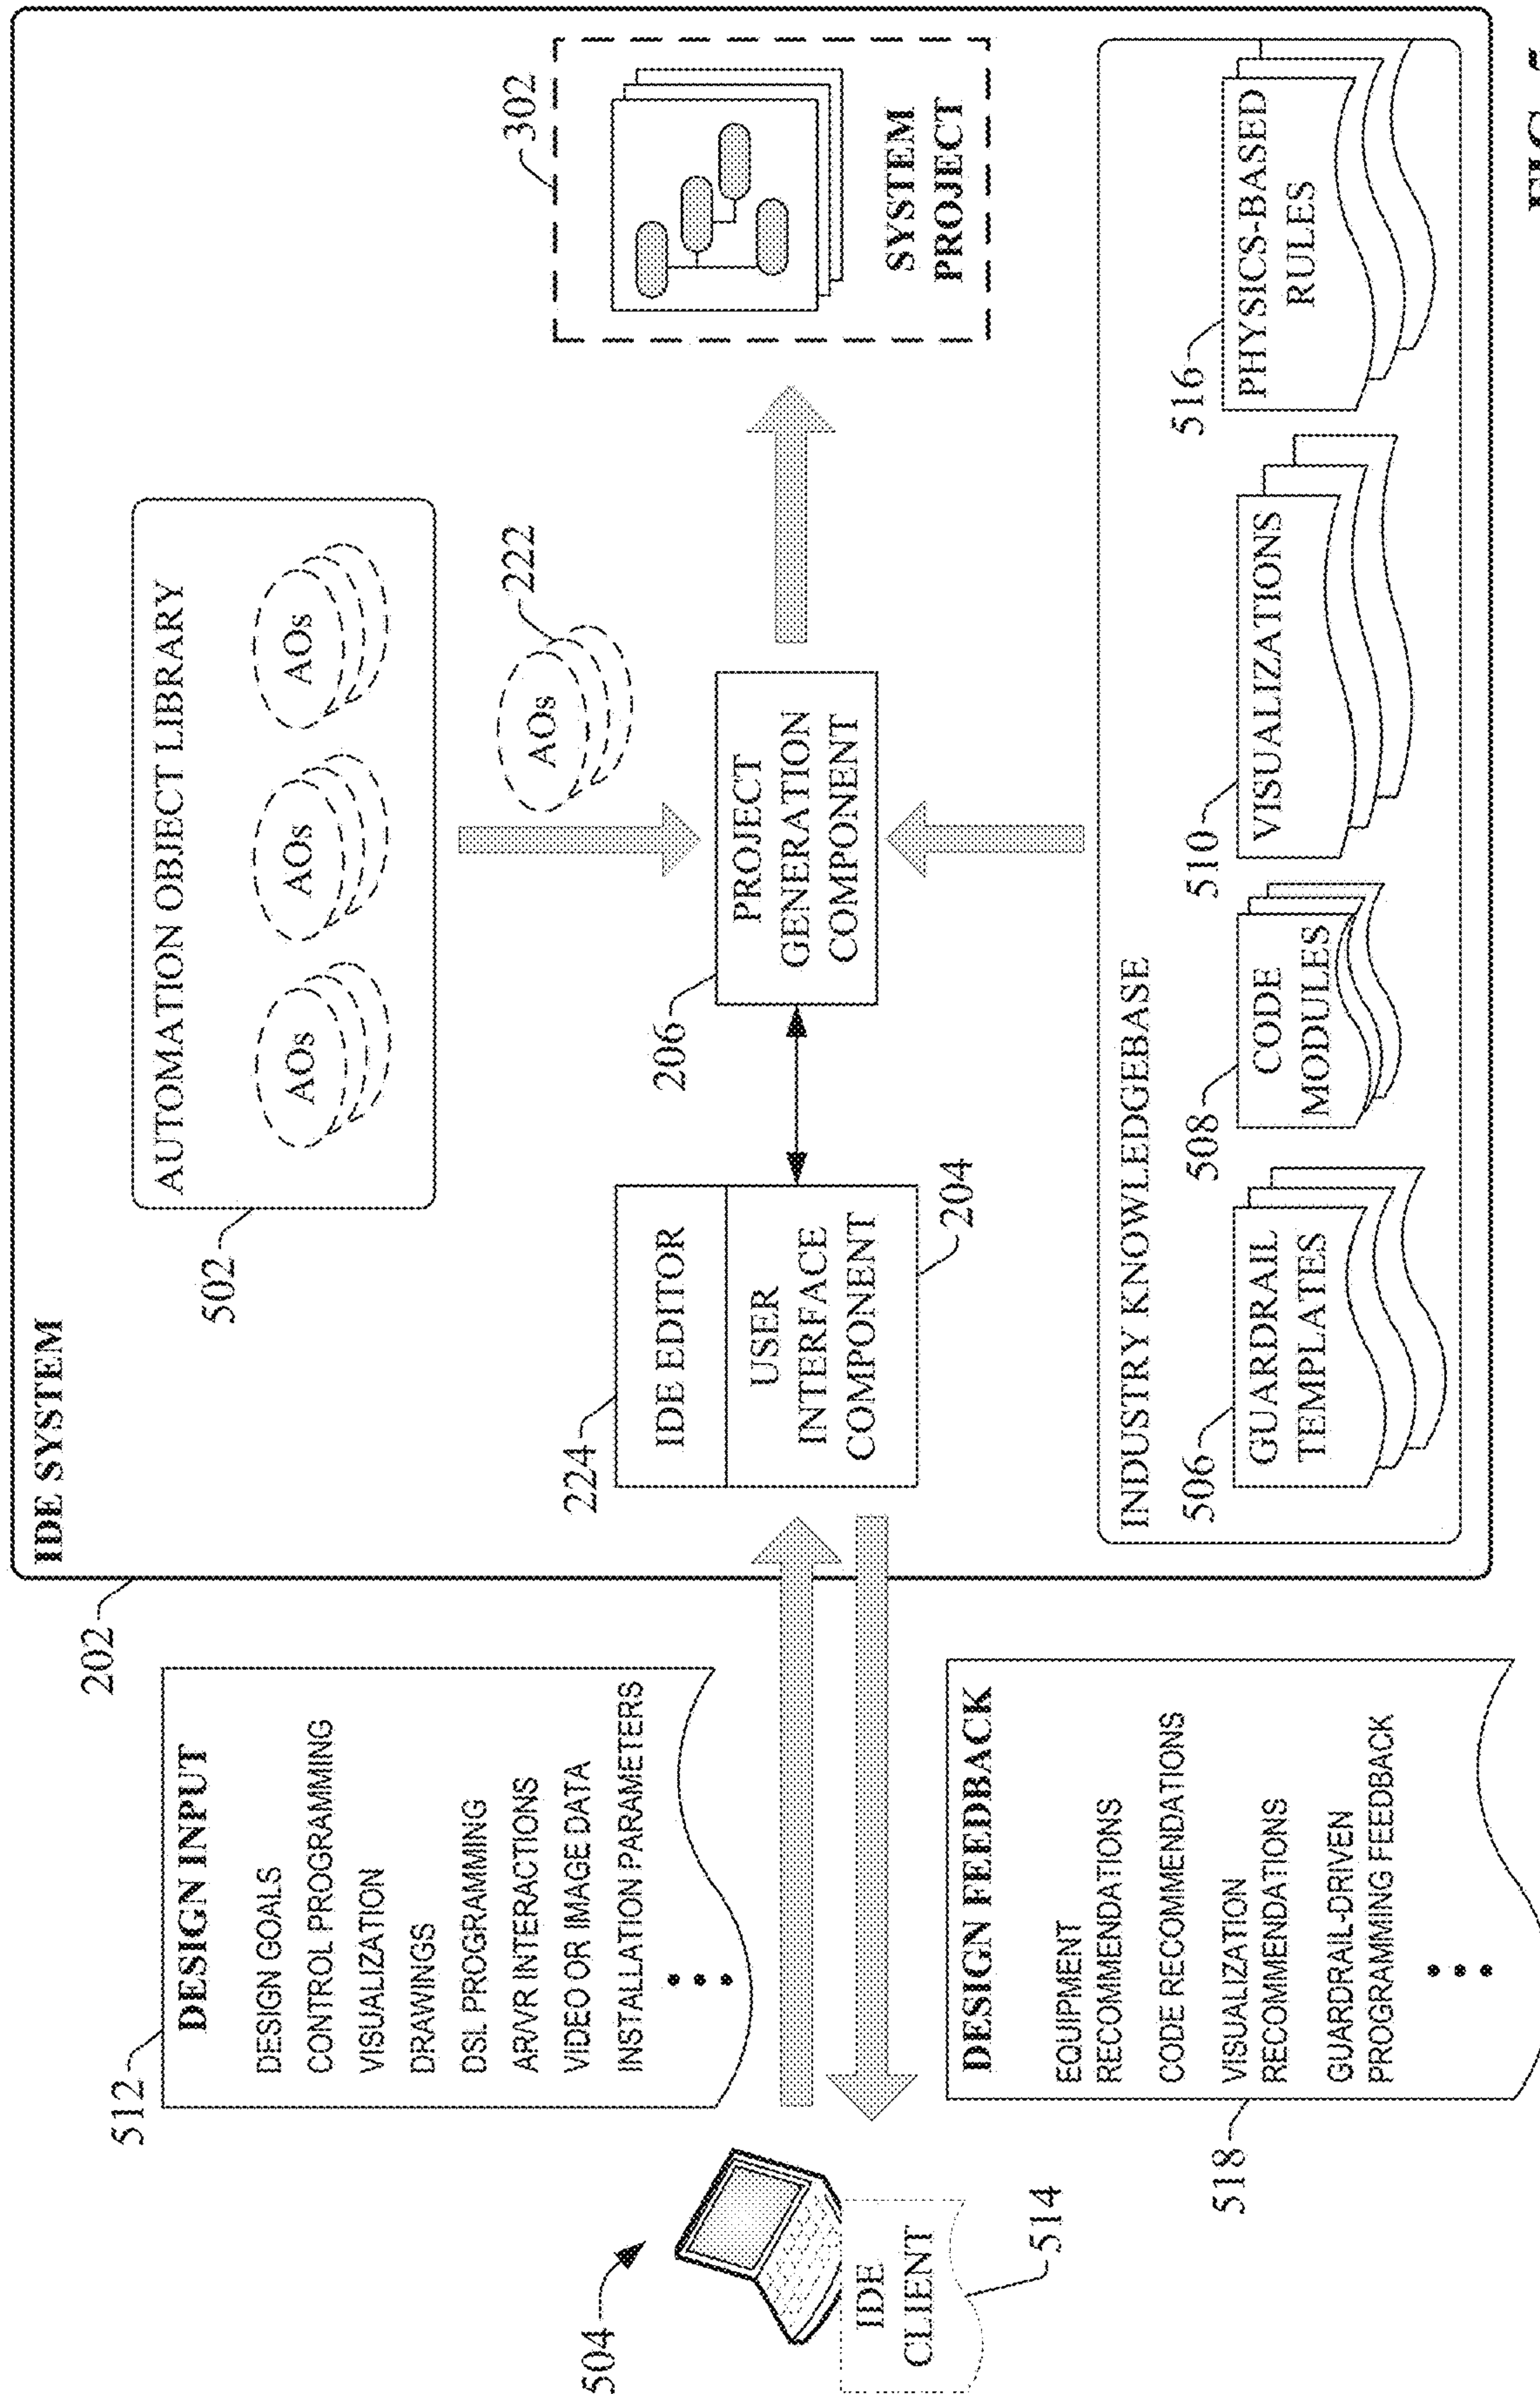 202
IDE SYSTEM
512
DESIGN INPUT
DESIGN GOALS
CONTROL PROGRAMMING
VISUALIZATION
DRAWINGS
DSL PROGRAMMING
AR/VR INTERACTIONS
VIDEO OR IMAGE DATA
INSTALLATION PARAMETERS
504
IDE
CLIENT
514
518
DESIGN FEEDBACK
EQUIPMENT
RECOMMENDATIONS
CODE RECOMMENDATIONS
VISUALIZATION
RECOMMENDATIONS
GUARDRAIL-DRIVEN
PROGRAMMING FEEDBACK
502
AUTOMATION OBJECT LIBRARY
AOs
AOs
AOs
AOs
222
224
IDE EDITOR
USER
INTERFACE
COMPONENT
204
206
PROJECT
GENERATION
COMPONENT
302
SYSTEM
PROJECT
INDUSTRY KNOWLEDGEBASE
506
GUARDRAIL
TEMPLATES
508
CODE
MODULES
510
VISUALIZATIONS
516
PHYSICS-BASED
RULES